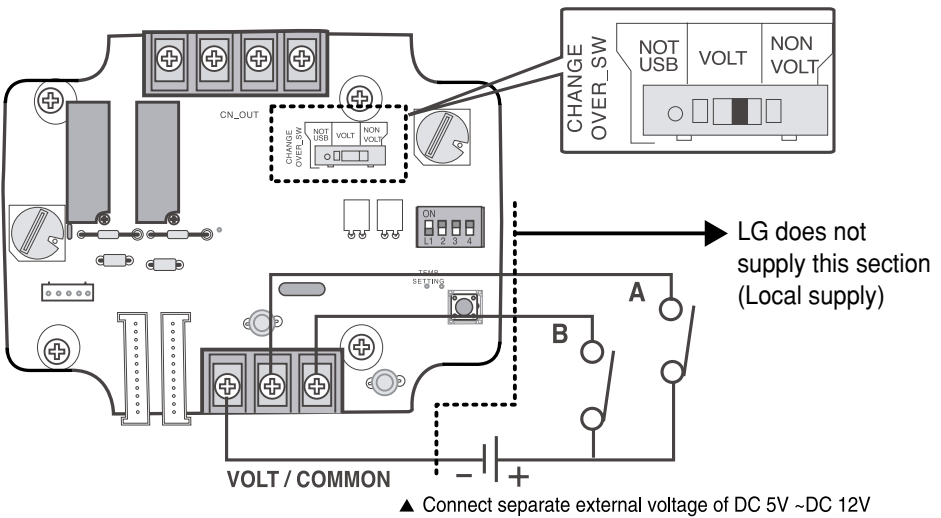 CN_OUT
CHANGE
OVER_SW
NOT
USB
VOLT
NON
VOLT
CHANGE
OVER_SW
NOT
USB
VOLT
NON
VOLT
ON
L1 2 3 4
TEMP
SETTING
LG does not
supply this section
(Local supply)
A
B
VOLT / COMMON
− +
▲ Connect separate external voltage of DC 5V ~DC 12V